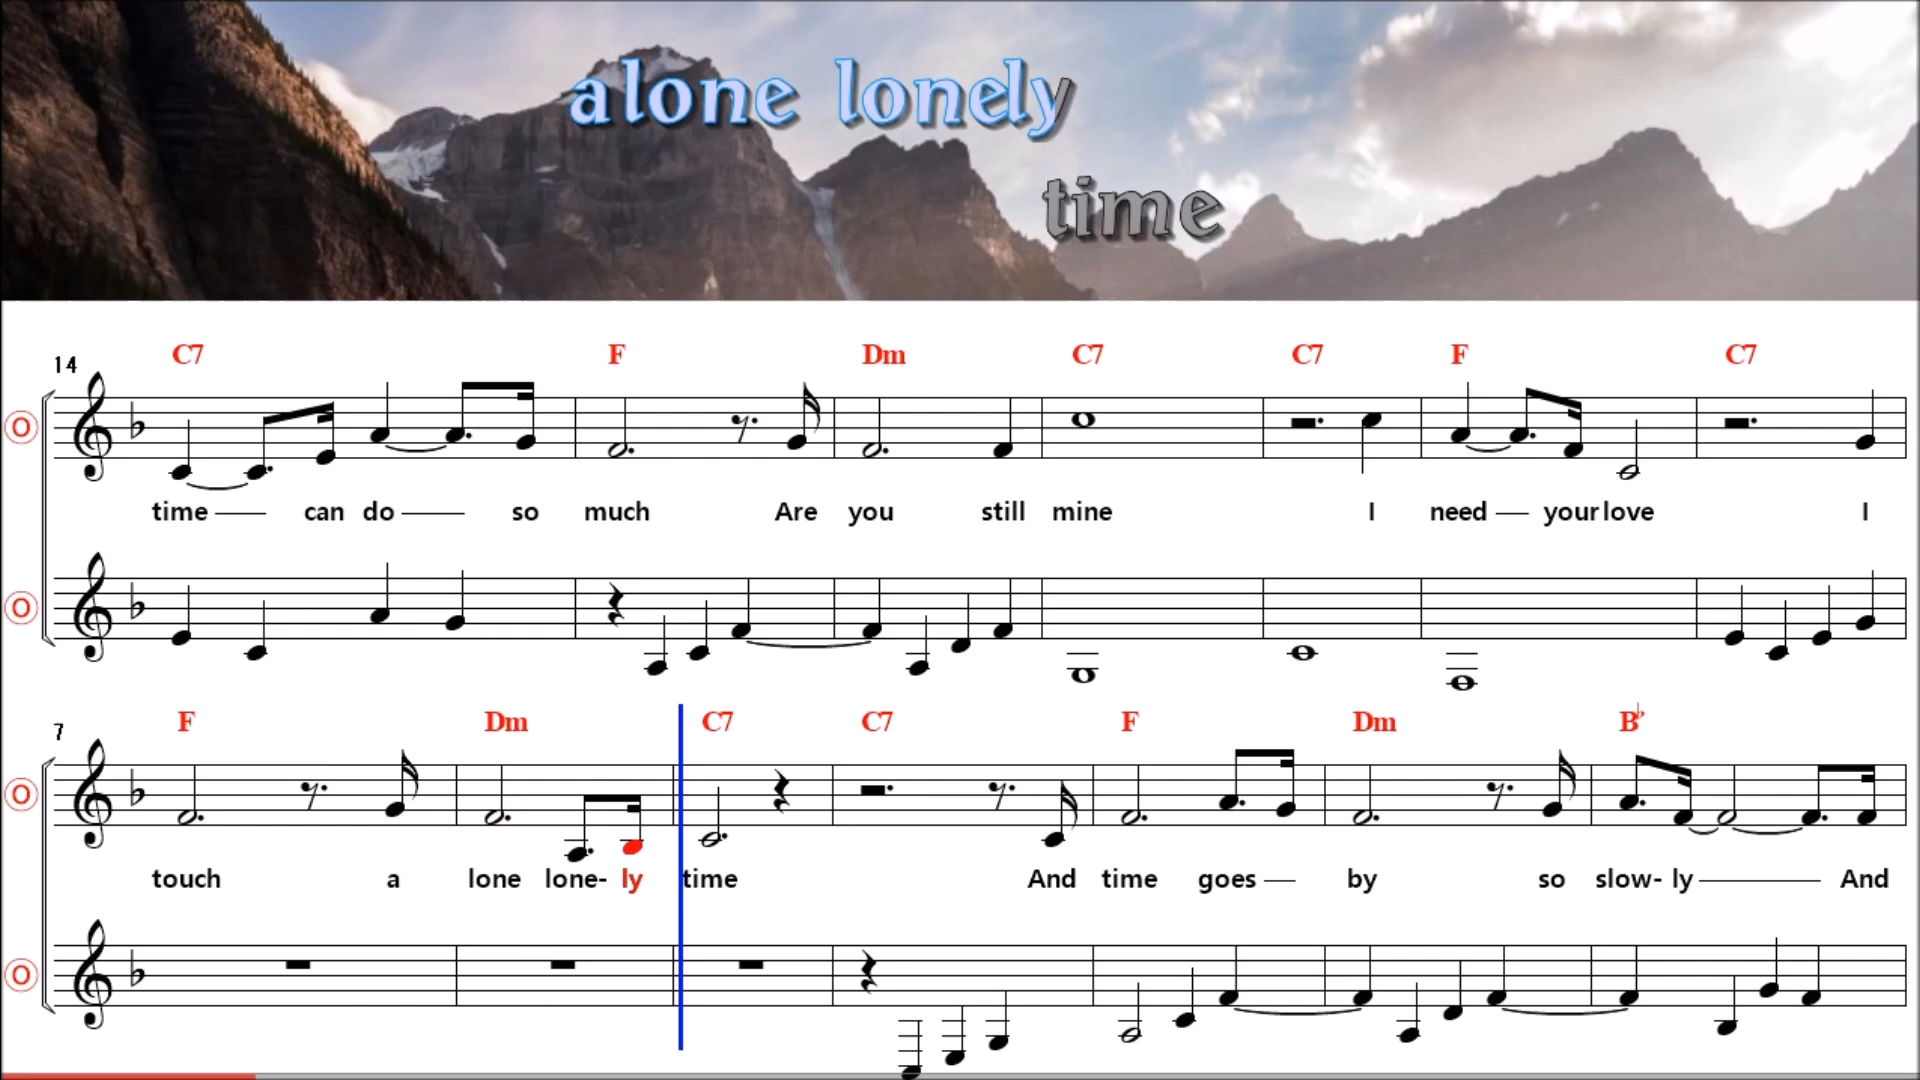 alone lonely
time
14 C7 F Dm C7 C7 F C7
O
time can do so much Are you still mine I need your love I
O
7 F Dm C7 C7 F Dm B♭
O
touch a lone lone- ly time And time goes by so slow- ly And
O